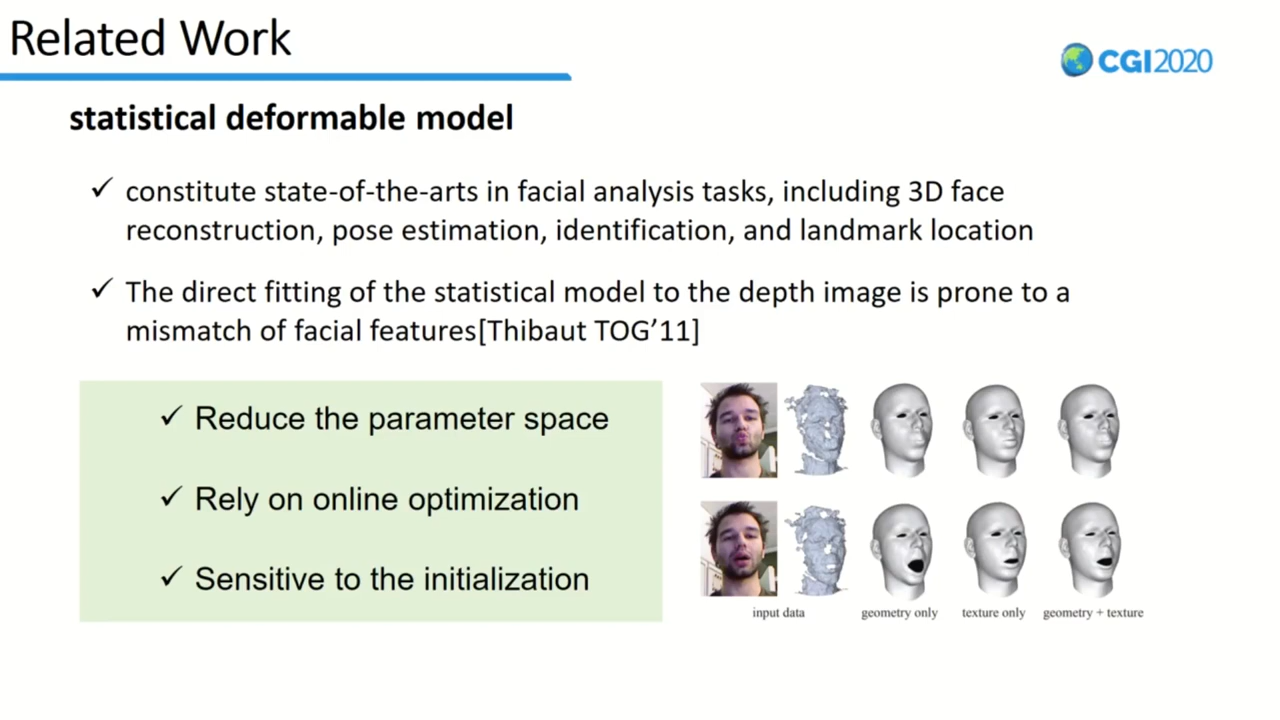 Related Work
CGI2020
statistical deformable model
✓ constitute state-of-the-arts in facial analysis tasks, including 3D face
reconstruction, pose estimation, identification, and landmark location
✓ The direct fitting of the statistical model to the depth image is prone to a
mismatch of facial features[Thibaut TOG’11]
✓ Reduce the parameter space
✓ Rely on online optimization
✓ Sensitive to the initialization
input data
geometry only
texture only
geometry + texture